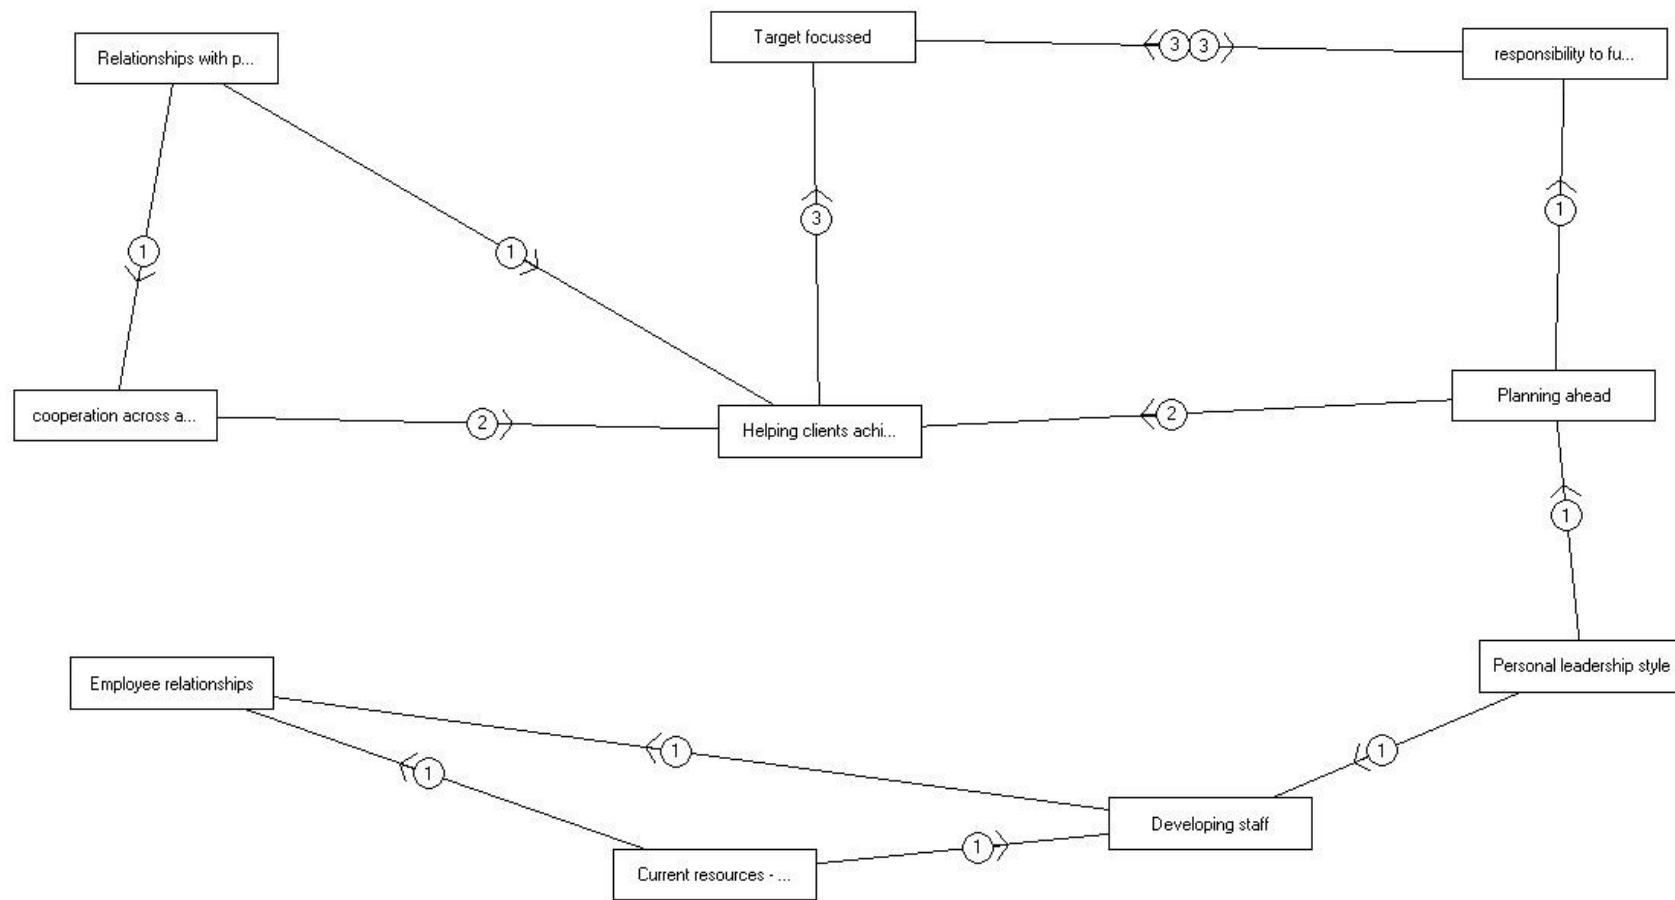 Target focussed
Relationships with p...
3
3
responsibility to fu...
3
1
1
1
Planning ahead
cooperation across a...
2
Helping clients achi...
2
1
Personal leadership style
Employee relationships
1
1
1
Developing staff
1
Current resources - ...